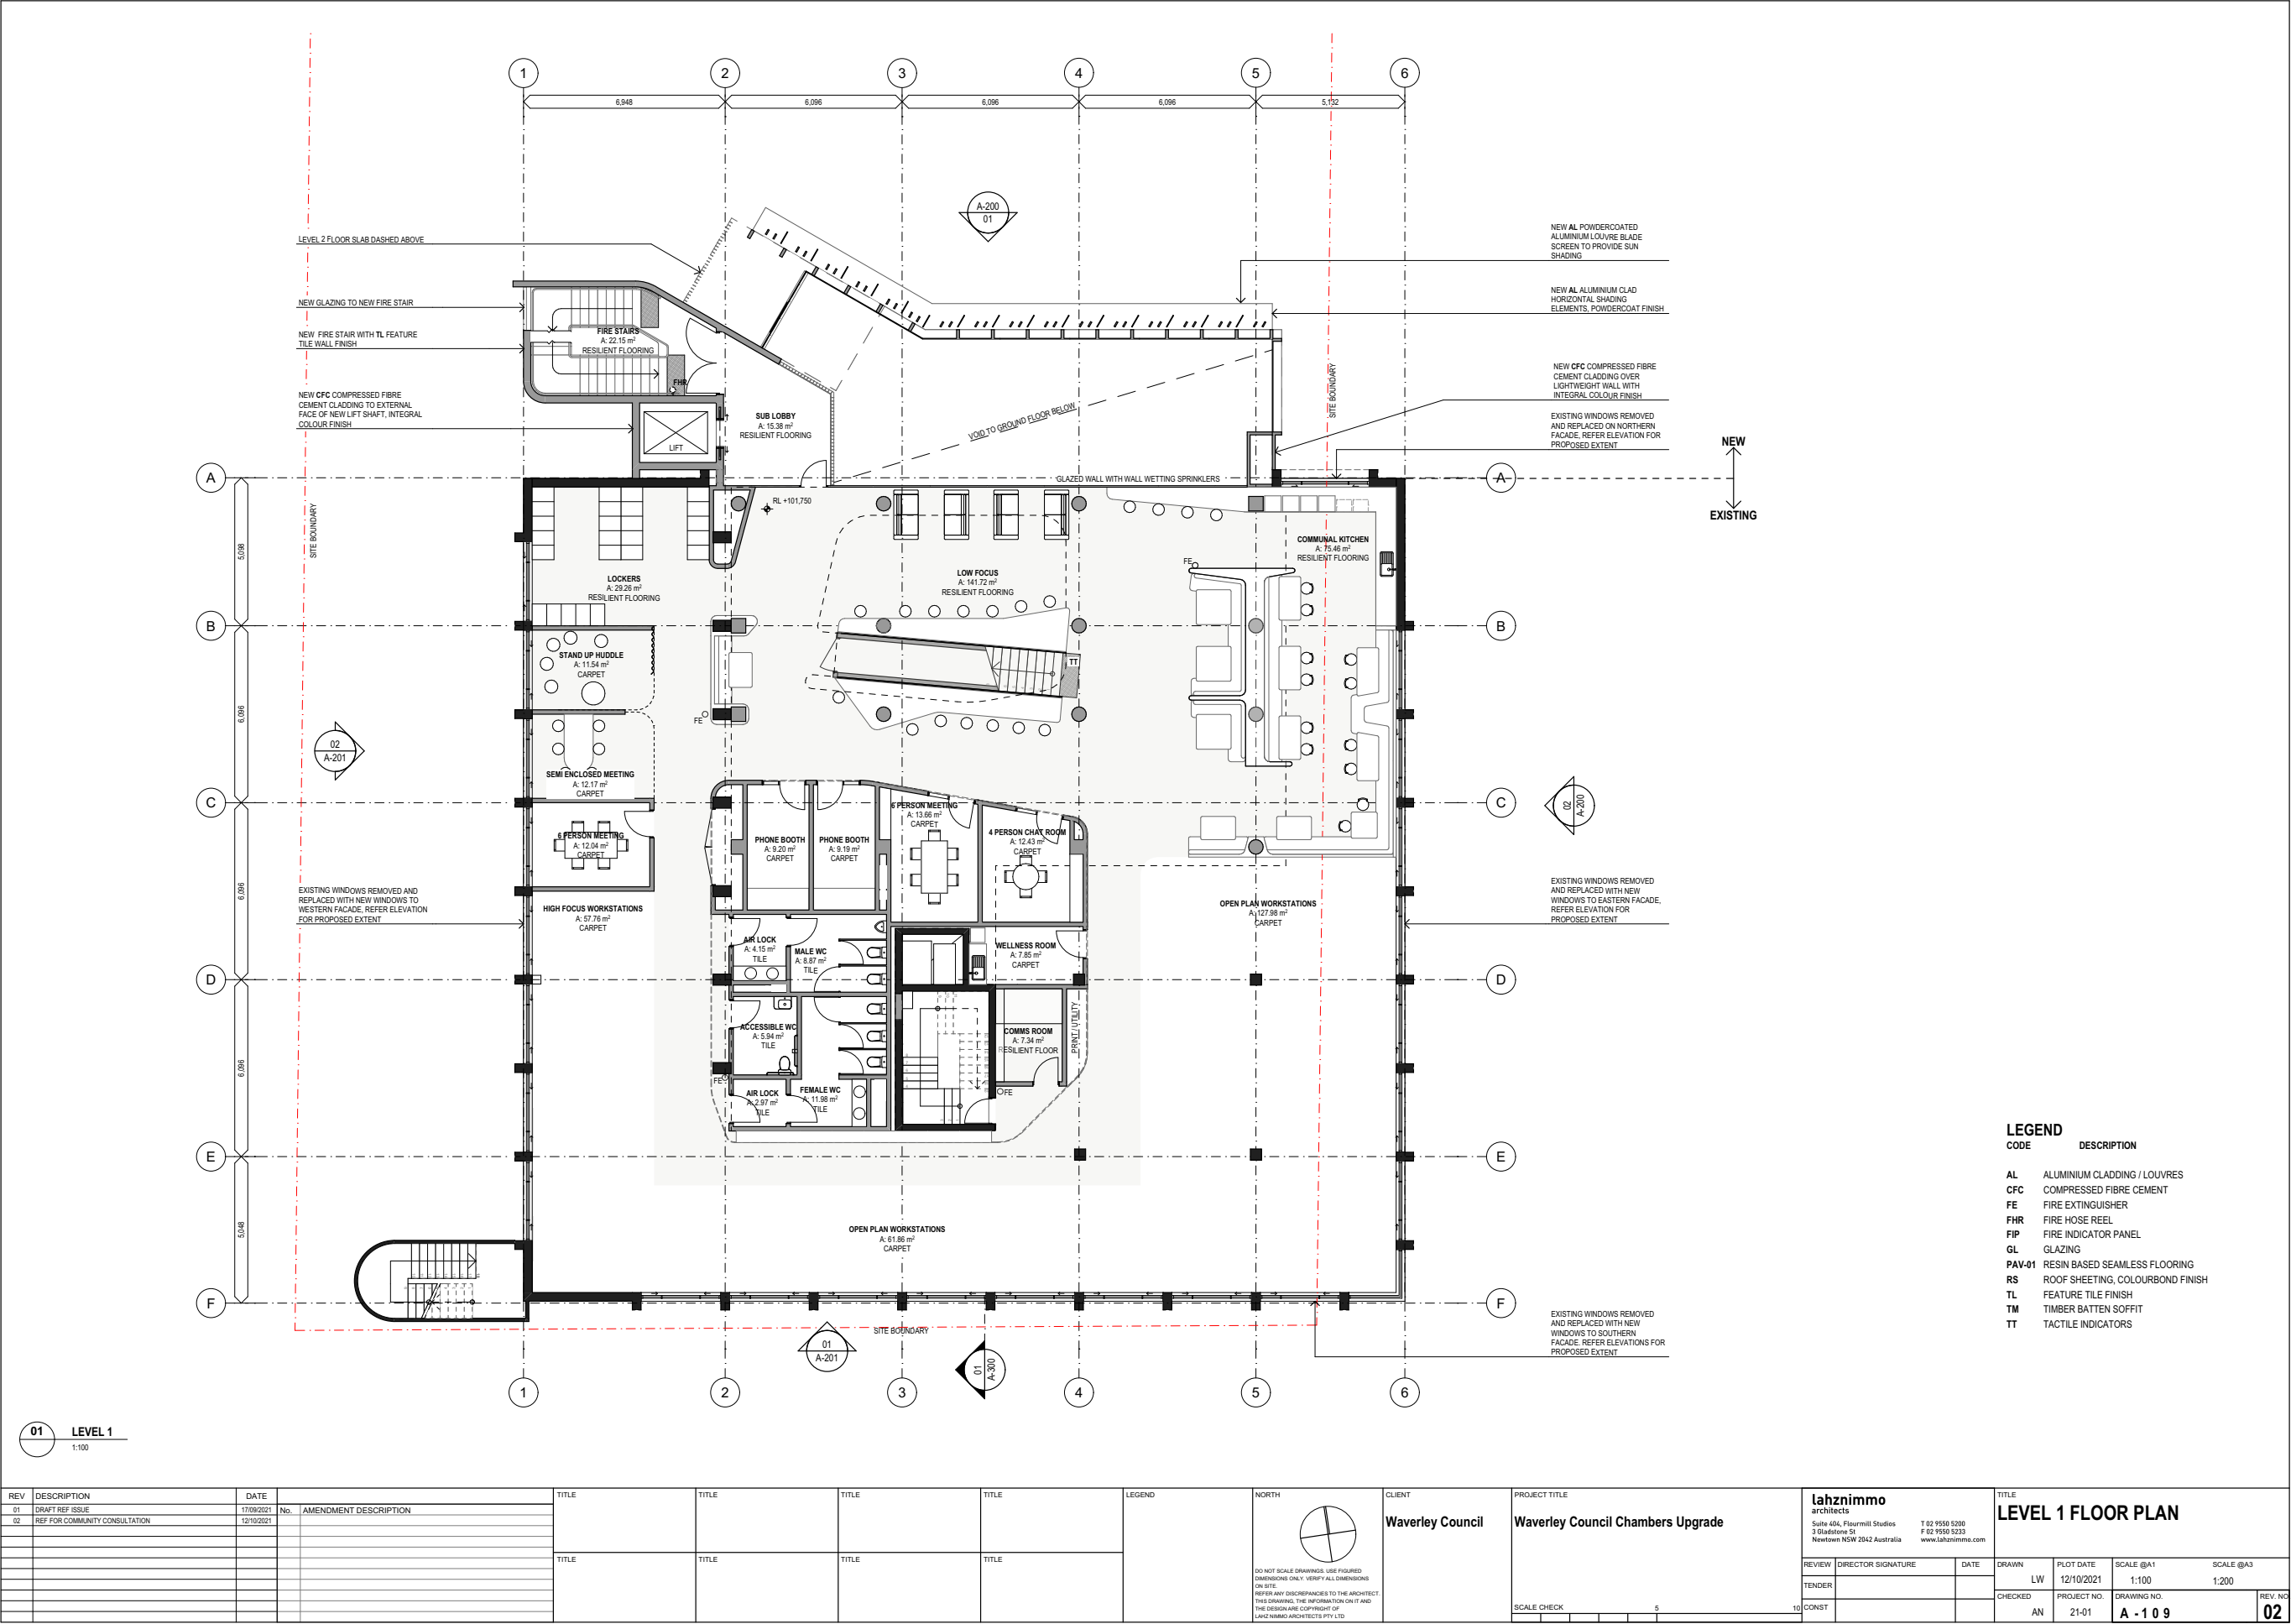 1
2
3
4
5
6
6,948
6,096
6,096
6,096
5,132
A-200
01
LEVEL 2 FLOOR SLAB DASHED ABOVE
NEW GLAZING TO NEW FIRE STAIR
NEW FIRE STAIR WITH TL FEATURE
TILE WALL FINISH
NEW CFC COMPRESSED FIBRE
CEMENT CLADDING TO EXTERNAL
FACE OF NEW LIFT SHAFT, INTEGRAL
COLOUR FINISH
NEW AL POWDERCOATED
ALUMINIUM LOUVRE BLADE
SCREEN TO PROVIDE SUN
SHADING
NEW AL ALUMINIUM CLAD
HORIZONTAL SHADING
ELEMENTS, POWDERCOAT FINISH
NEW CFC COMPRESSED FIBRE
CEMENT CLADDING OVER
LIGHTWEIGHT WALL WITH
INTEGRAL COLOUR FINISH
EXISTING WINDOWS REMOVED
AND REPLACED ON NORTHERN
FACADE, REFER ELEVATION FOR
PROPOSED EXTENT
NEW
EXISTING
FIRE STAIRS
A: 22.15 m²
RESILIENT FLOORING
FHR
LIFT
SUB LOBBY
A: 15.38 m²
RESILIENT FLOORING
VOID TO GROUND FLOOR BELOW
SITE BOUNDARY
GLAZED WALL WITH WALL WETTING SPRINKLERS
A
A
RL +101,750
SITE BOUNDARY
5,098
LOCKERS
A: 29.26 m²
RESILIENT FLOORING
LOW FOCUS
A: 141.72 m²
RESILIENT FLOORING
FE
COMMUNAL KITCHEN
A: 75.46 m²
RESILIENT FLOORING
B
B
STAND UP HUDDLE
A: 11.54 m²
CARPET
TT
6,096
FE
02
A-201
SEMI ENCLOSED MEETING
A: 12.17 m²
CARPET
C
C
02
A-200
6 PERSON MEETING
A: 12.04 m²
CARPET
PHONE BOOTH
A: 9.20 m²
CARPET
PHONE BOOTH
A: 9.19 m²
CARPET
6 PERSON MEETING
A: 13.66 m²
CARPET
4 PERSON CHAT ROOM
A: 12.43 m²
CARPET
6,096
EXISTING WINDOWS REMOVED AND
REPLACED WITH NEW WINDOWS TO
WESTERN FACADE, REFER ELEVATION
FOR PROPOSED EXTENT
HIGH FOCUS WORKSTATIONS
A: 57.76 m²
CARPET
OPEN PLAN WORKSTATIONS
A: 127.98 m²
CARPET
EXISTING WINDOWS REMOVED
AND REPLACED WITH NEW
WINDOWS TO EASTERN FACADE,
REFER ELEVATION FOR
PROPOSED EXTENT
AIR LOCK
A: 4.15 m²
TILE
MALE WC
A: 8.87 m²
TILE
WELLNESS ROOM
A: 7.85 m²
CARPET
D
D
ACCESSIBLE WC
A: 5.94 m²
TILE
COMMS ROOM
A: 7.34 m²
RESILIENT FLOOR
PRINT / UTILITY
6,096
FE
FE
AIR LOCK
A: 2.97 m²
TILE
FEMALE WC
A: 11.98 m²
TILE
E
E
5,048
OPEN PLAN WORKSTATIONS
A: 61.86 m²
CARPET
F
F
SITE BOUNDARY
01
A-201
01
A-300
EXISTING WINDOWS REMOVED
AND REPLACED WITH NEW
WINDOWS TO SOUTHERN
FACADE. REFER ELEVATIONS FOR
PROPOSED EXTENT
1
2
3
4
5
6
LEGEND
CODE DESCRIPTION
AL ALUMINIUM CLADDING / LOUVRES
CFC COMPRESSED FIBRE CEMENT
FE FIRE EXTINGUISHER
FHR FIRE HOSE REEL
FIP FIRE INDICATOR PANEL
GL GLAZING
PAV-01 RESIN BASED SEAMLESS FLOORING
RS ROOF SHEETING, COLOURBOND FINISH
TL FEATURE TILE FINISH
TM TIMBER BATTEN SOFFIT
TT TACTILE INDICATORS
01
LEVEL 1
1:100
REV DESCRIPTION DATE
01 DRAFT REF ISSUE 17/09/2021
02 REF FOR COMMUNITY CONSULTATION 12/10/2021
No. AMENDMENT DESCRIPTION
TITLE
TITLE
TITLE
TITLE
TITLE
TITLE
TITLE
TITLE
LEGEND
NORTH
DO NOT SCALE DRAWINGS. USE FIGURED
DIMENSIONS ONLY. VERIFY ALL DIMENSIONS
ON SITE.
REFER ANY DISCREPANCIES TO THE ARCHITECT.
THIS DRAWING, THE INFORMATION ON IT AND
THE DESIGN ARE COPYRIGHT OF
LAHZ NIMMO ARCHITECTS PTY LTD
CLIENT
Waverley Council
PROJECT TITLE
Waverley Council Chambers Upgrade
SCALE CHECK 5 10
lahznimmo
architects
Suite 404, Flourmill Studios
3 Gladstone St
Newtown NSW 2042 Australia
T 02 9550 5200
F 02 9550 5233
www.lahznimmo.com
REVIEW DIRECTOR SIGNATURE DATE
TENDER
CONST
TITLE
LEVEL 1 FLOOR PLAN
DRAWN
LW
PLOT DATE
12/10/2021
SCALE @A1
1:100
SCALE @A3
1:200
CHECKED
AN
PROJECT NO.
21-01
DRAWING NO.
A - 1 0 9
REV. NO
02